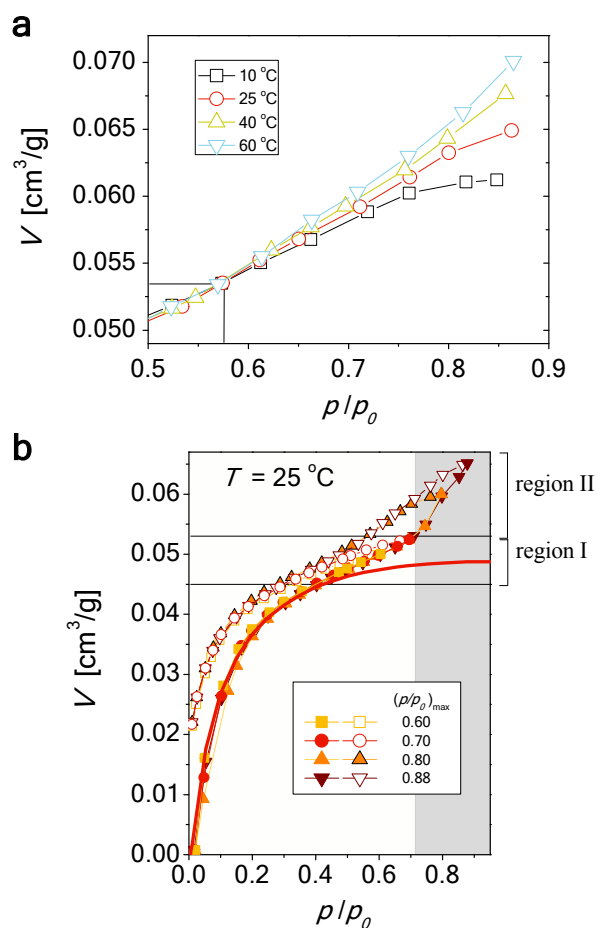 a
0.070
0.065
0.060
0.055
0.050
V [cm³/g]
10 °C
25 °C
40 °C
60 °C
0.5 0.6 0.7 0.8 0.9
p/p₀
b
T = 25 °C
0.06
0.05
0.04
0.03
0.02
0.01
0.00
V [cm³/g]
region II
region I
(p/p₀)max
0.60
0.70
0.80
0.88
0.0 0.2 0.4 0.6 0.8
p/p₀